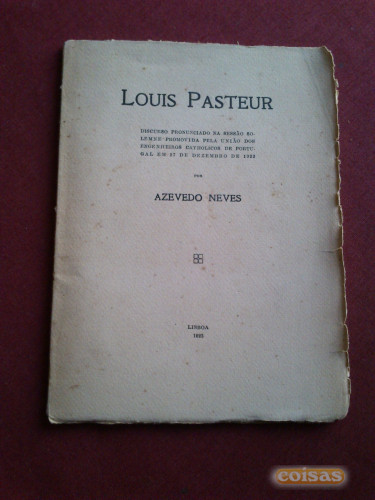 LOUIS PASTEUR
DISCURSO PRONUNCIADO NA SESSÃO SO-
LEMNE PROMOVIDA PELA UNIÃO DOS
ENGENHEIROS CATHOLICOS DE PORTU-
GAL EM 27 DE DEZEMBRO DE 1922
POR
AZEVEDO NEVES
LISBOA
1923
coisas